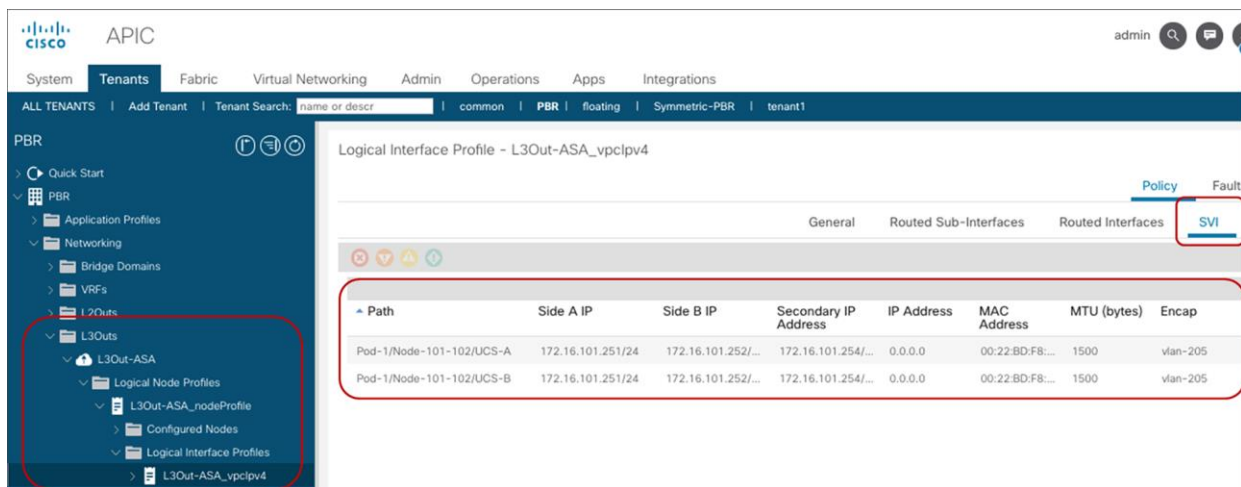 CISCO APIC admin
System Tenants Fabric Virtual Networking Admin Operations Apps Integrations
ALL TENANTS | Add Tenant | Tenant Search: name or descr | common | PBR | floating | Symmetric-PBR | tenant1
PBR
Quick Start
PBR
Application Profiles
Networking
Bridge Domains
VRFs
L2Outs
L3Outs
L3Out-ASA
Logical Node Profiles
L3Out-ASA_nodeProfile
Configured Nodes
Logical Interface Profiles
L3Out-ASA_vpcIpv4
Logical Interface Profile - L3Out-ASA_vpcIpv4
Policy Fault
General Routed Sub-Interfaces Routed Interfaces SVI
Path Side A IP Side B IP Secondary IP Address IP Address MAC Address MTU (bytes) Encap
Pod-1/Node-101-102/UCS-A 172.16.101.251/24 172.16.101.252/... 172.16.101.254/... 0.0.0.0 00:22:BD:F8:... 1500 vlan-205
Pod-1/Node-101-102/UCS-B 172.16.101.251/24 172.16.101.252/... 172.16.101.254/... 0.0.0.0 00:22:BD:F8:... 1500 vlan-205